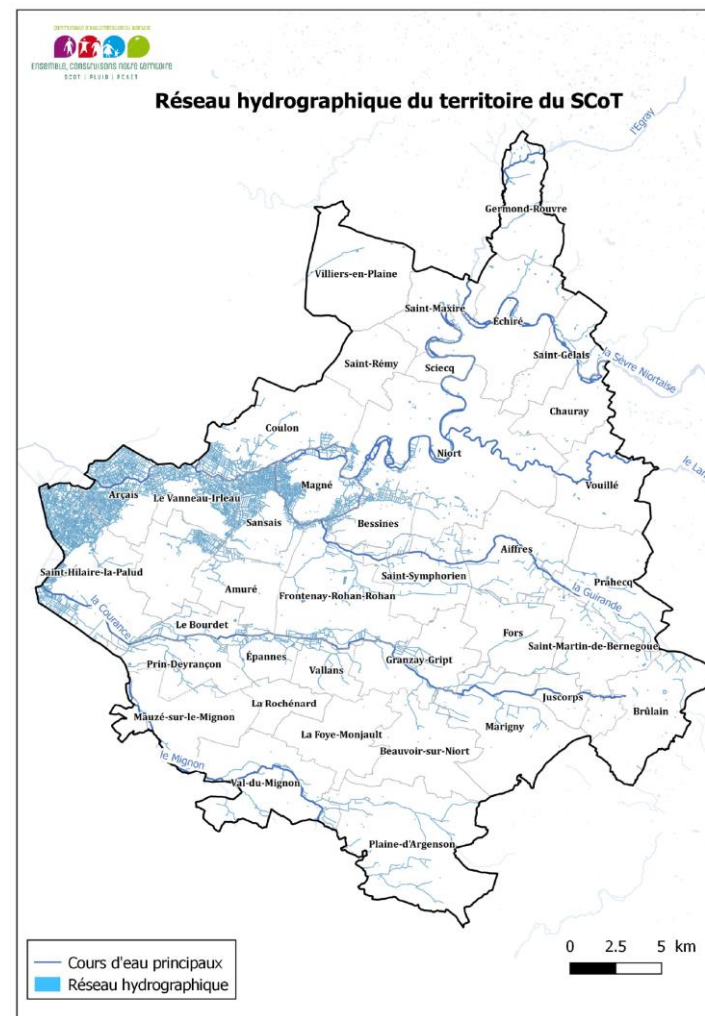 Ensemble, construisons notre territoire
SCOT | PLUID | PCAET
Réseau hydrographique du territoire du SCoT
l'Egray
Germond-Rouvre
Villiers-en-Plaine
Saint-Maxire
Échiré
Saint-Gelais
la Sèvre Niortaise
Saint-Rémy
Sciecq
Chauray
Coulon
Niort
le Lam
Magné
Vouillé
Arçais
Le Vanneau-Irleau
Sansais
Bessines
Aiffres
Saint-Hilaire-la-Palud
Saint-Symphorien
Prahecq
Amuré
Frontenay-Rohan-Rohan
la Guirande
la Courance
Le Bourdet
Fors
Saint-Martin-de-Bernegoue
Prin-Deyrançon
Épannes
Vallans
Granzay-Gript
La Rochénard
Juscorps
Brûlain
Mauzé-sur-le-Mignon
Marigny
La Foye-Monjault
Beauvoir-sur-Niort
le Mignon
Val-du-Mignon
Plaine-d'Argenson
Cours d'eau principaux
Réseau hydrographique
0 2.5 5 km